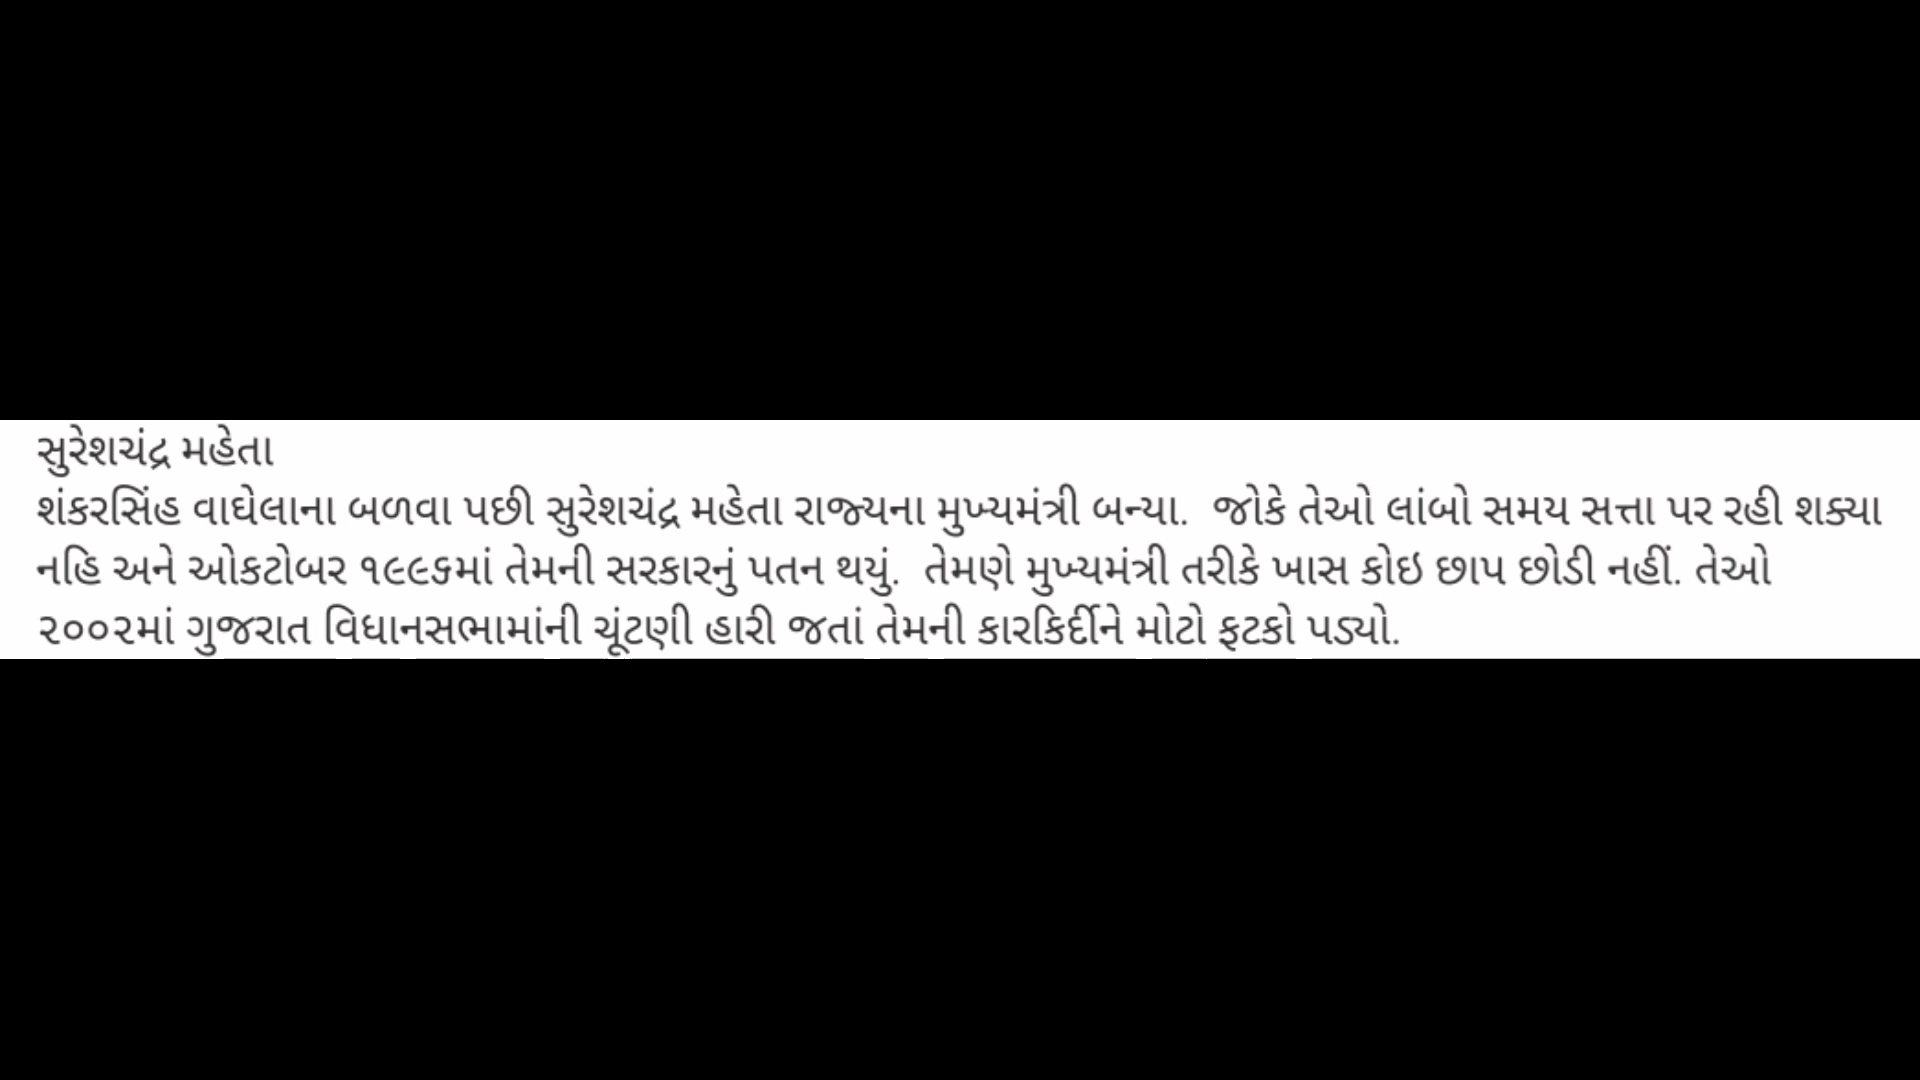 સુરેશચંદ્ર મહેતા
શંકરસિંહ વાઘેલાના બળવા પછી સુરેશચંદ્ર મહેતા રાજ્યના મુખ્યમંત્રી બન્યા.  જોકે તેઓ લાંબો સમય સત્તા પર રહી શક્યા
નહિ અને ઓકટોબર ૧૯૯૬માં તેમની સરકારનું પતન થયું.  તેમણે મુખ્યમંત્રી તરીકે ખાસ કોઇ છાપ છોડી નહીં. તેઓ
૨૦૦૨માં ગુજરાત વિધાનસભામાંની ચૂંટણી હારી જતાં તેમની કારકિર્દીને મોટો ફટકો પડ્યો.